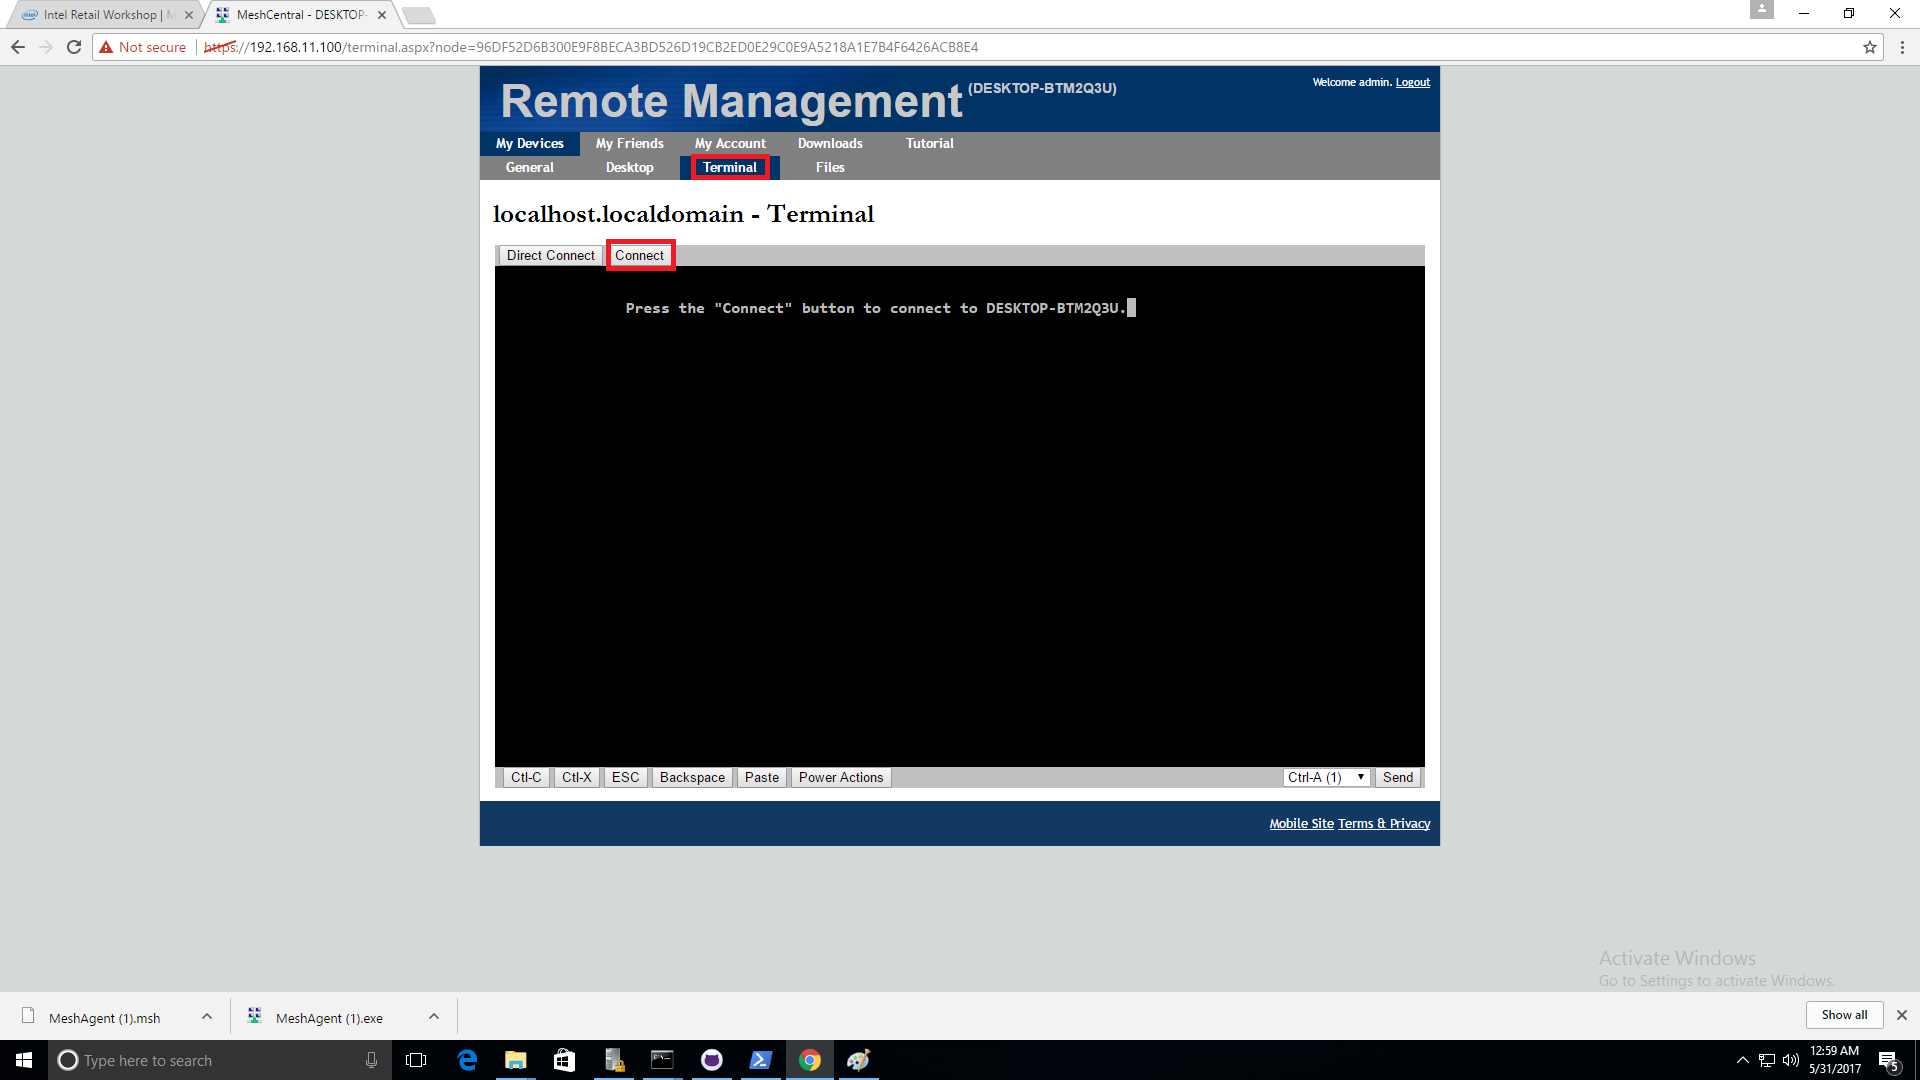 Intel Retail Workshop | M
MeshCentral - DESKTOP-
Not secure
https://192.168.11.100/terminal.aspx?node=96DF52D6B300E9F8BECA3BD526D19CB2ED0E29C0E9A5218A1E7B4F6426ACB8E4
Remote Management (DESKTOP-BTM2Q3U)
Welcome admin. Logout
My Devices My Friends My Account Downloads Tutorial
General Desktop Terminal Files
localhost.localdomain - Terminal
Direct Connect Connect
Press the "Connect" button to connect to DESKTOP-BTM2Q3U.
Ctl-C Ctl-X ESC Backspace Paste Power Actions Ctrl-A (1) Send
Mobile Site Terms & Privacy
Activate Windows
Go to Settings to activate Windows.
MeshAgent (1).msh
MeshAgent (1).exe
Show all
Type here to search
12:59 AM
5/31/2017
5